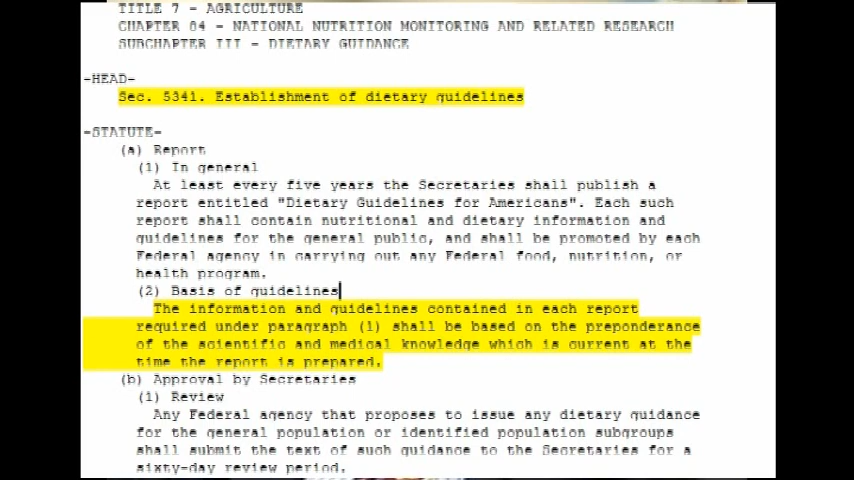 TITLE 7 - AGRICULTURE
CHAPTER 84 - NATIONAL NUTRITION MONITORING AND RELATED RESEARCH
SUBCHAPTER III - DIETARY GUIDANCE
-HEAD-
Sec. 5341. Establishment of dietary guidelines
-STATUTE-
(a) Report
(1) In general
At least every five years the Secretaries shall publish a
report entitled "Dietary Guidelines for Americans". Each such
report shall contain nutritional and dietary information and
guidelines for the general public, and shall be promoted by each
Federal agency in carrying out any Federal food, nutrition, or
health program.
(2) Basis of guidelines
The information and guidelines contained in each report
required under paragraph (1) shall be based on the preponderance
of the scientific and medical knowledge which is current at the
time the report is prepared.
(b) Approval by Secretaries
(1) Review
Any Federal agency that proposes to issue any dietary guidance
for the general population or identified population subgroups
shall submit the text of such guidance to the Secretaries for a
sixty-day review period.